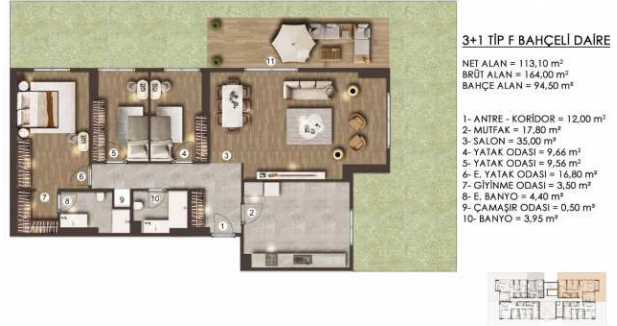 3+1 TİP F BAHÇELİ DAİRE
NET ALAN = 113,10 m²
BRÜT ALAN = 164,00 m²
BAHÇE ALAN = 94,50 m²
1- ANTRE - KORİDOR = 12,00 m²
2- MUTFAK = 17,80 m²
3- SALON = 35,00 m²
4- YATAK ODASI = 9,66 m²
5- YATAK ODASI = 9,56 m²
6- E. YATAK ODASI = 16,80 m²
7- GİYİNME ODASI = 3,50 m²
8- E. BANYO = 4,40 m²
9- ÇAMAŞIR ODASI = 0,50 m²
10- BANYO = 3,95 m²
11
5
4
3
6
7
8
9
10
2
1